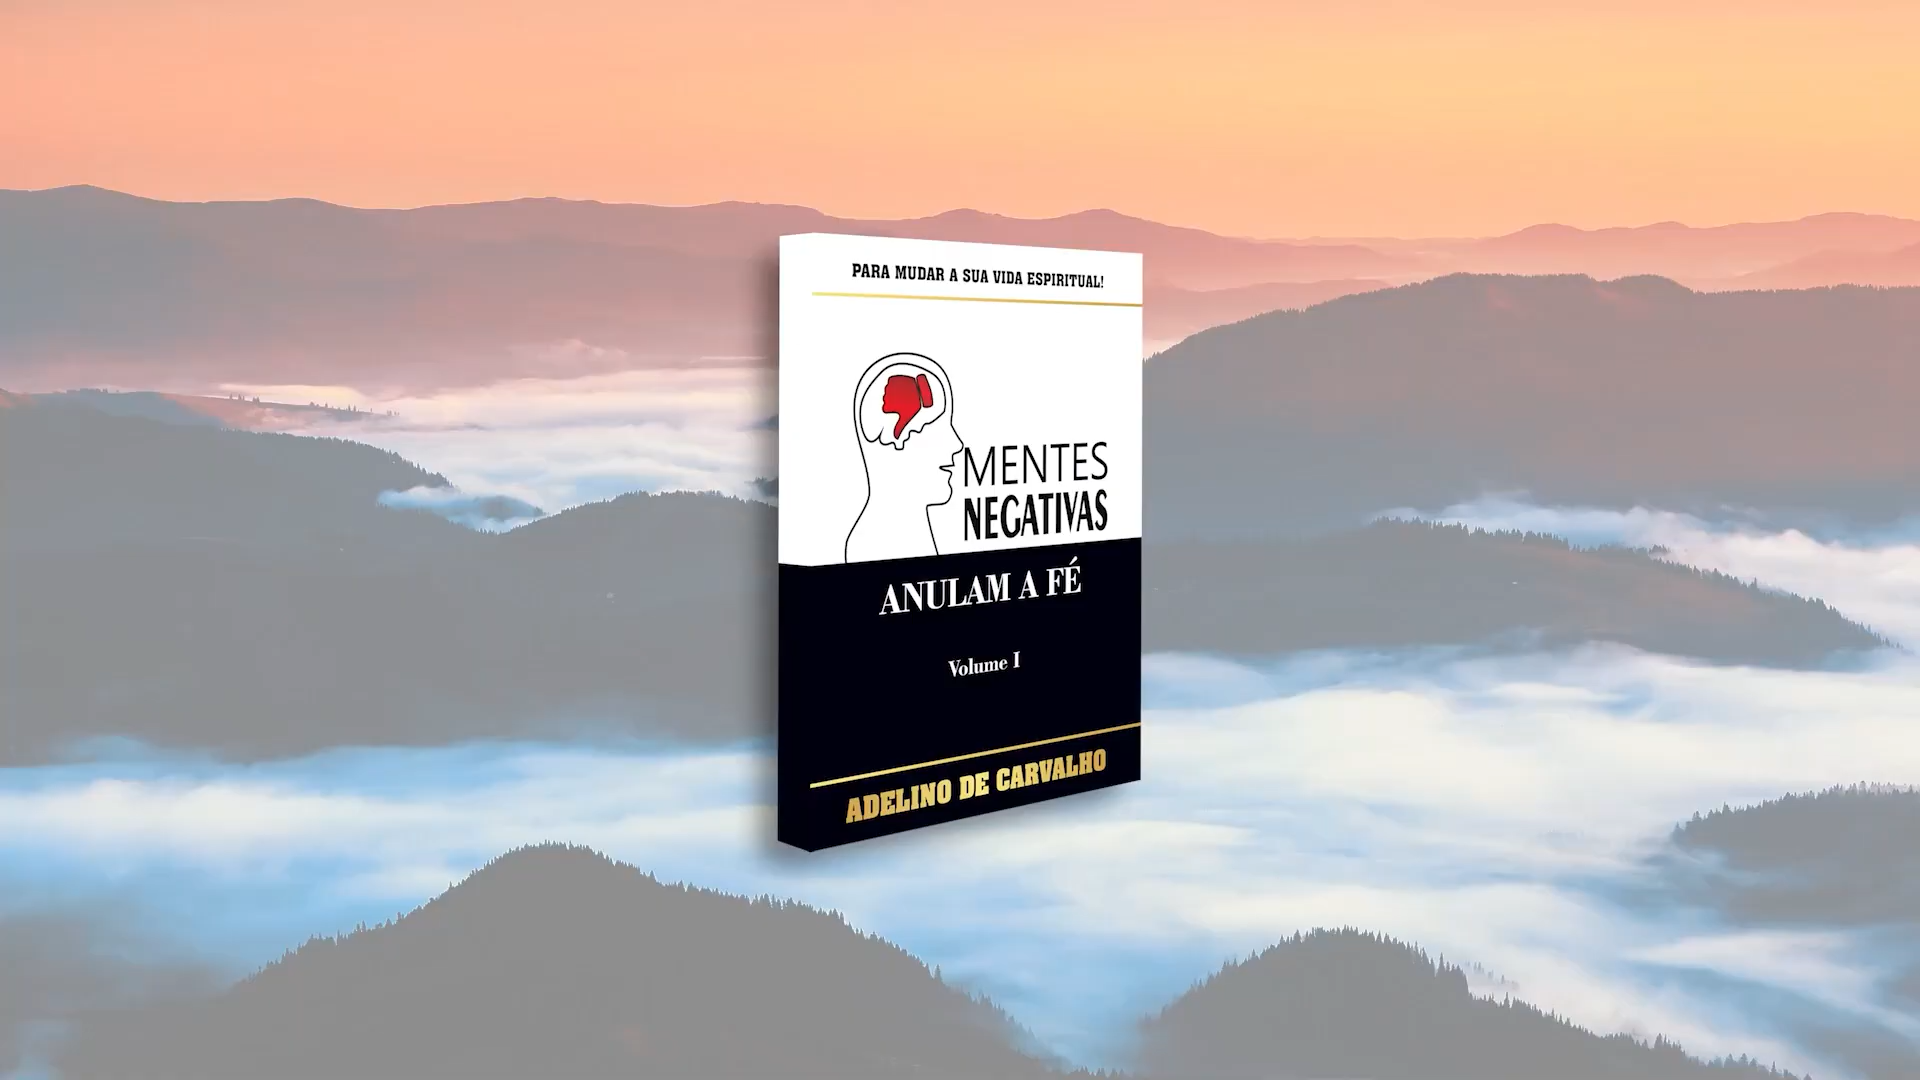 PARA MUDAR A SUA VIDA ESPIRITUAL!
MENTES
NEGATIVAS
ANULAM A FÉ
Volume I
ADELINO DE CARVALHO